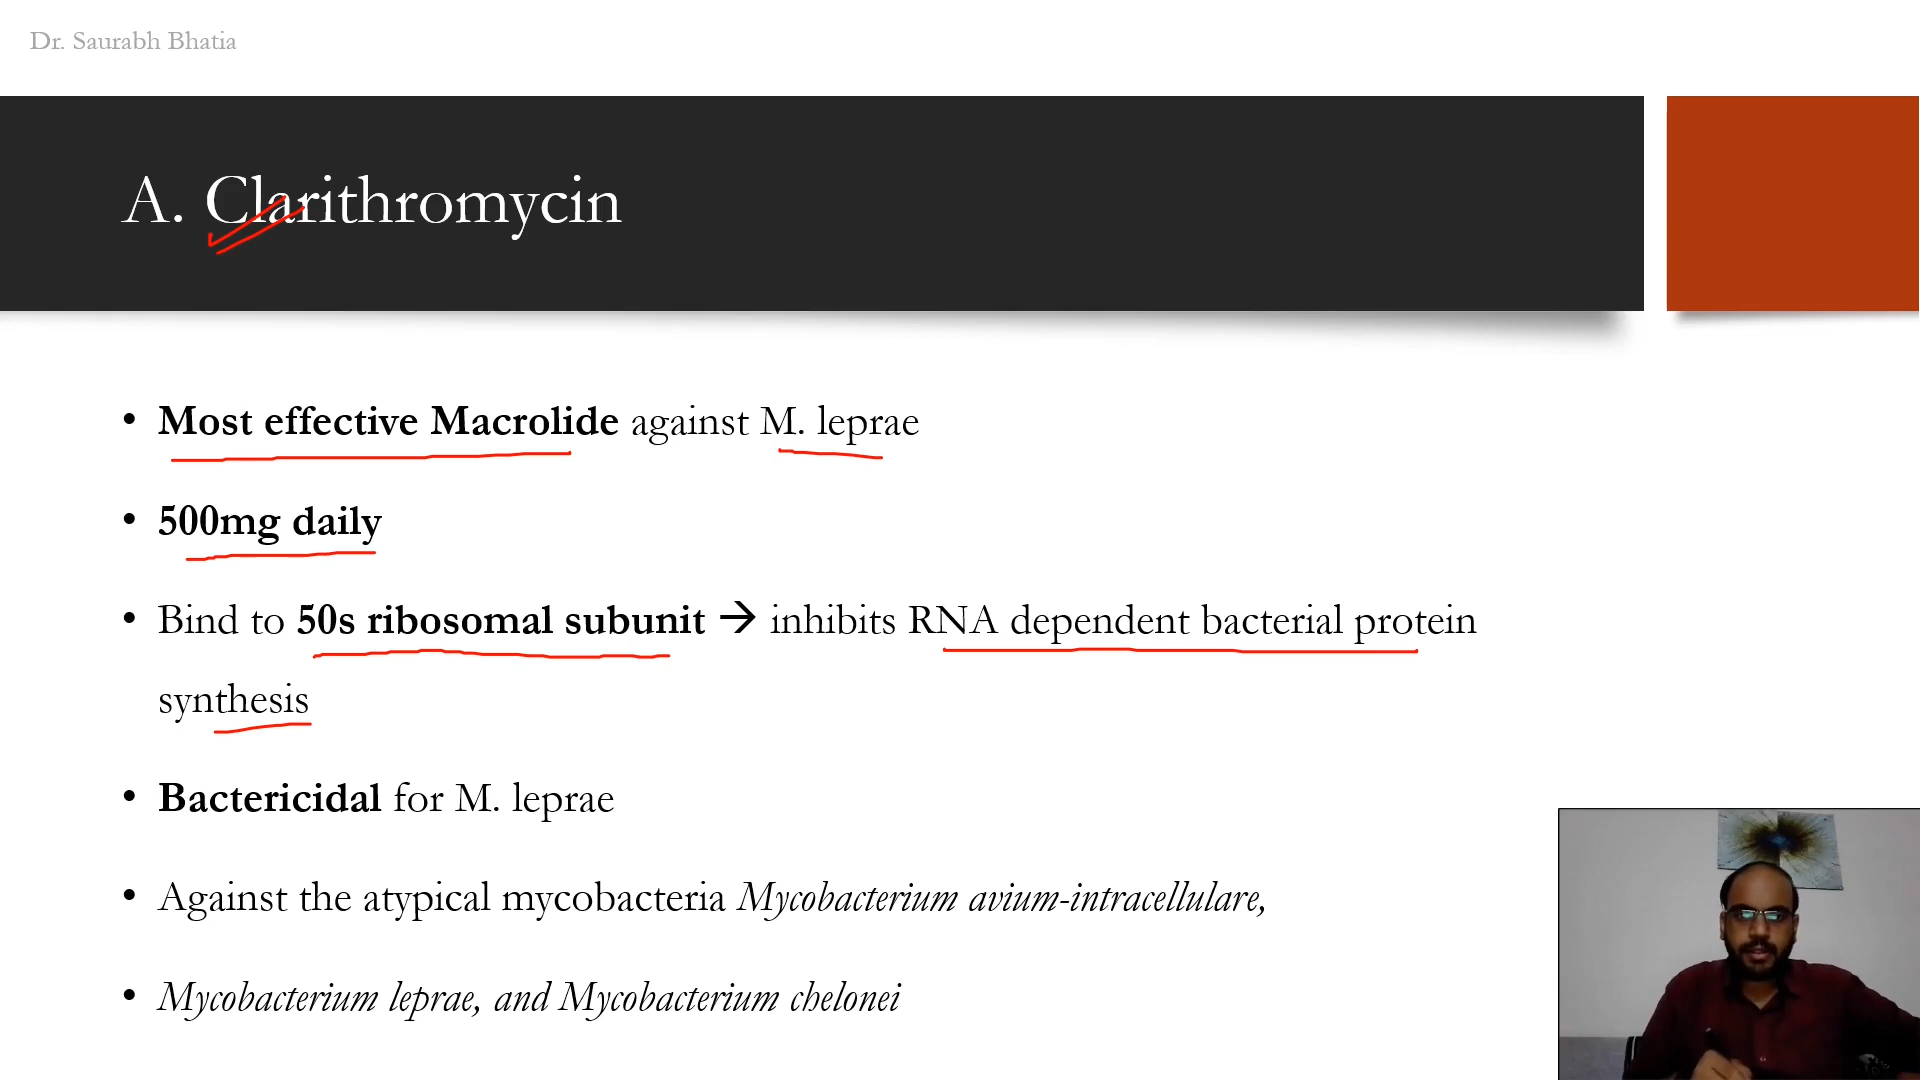 Dr. Saurabh Bhatia
A. Clarithromycin
• Most effective Macrolide against M. leprae
• 500mg daily
• Bind to 50s ribosomal subunit → inhibits RNA dependent bacterial protein
synthesis
• Bactericidal for M. leprae
• Against the atypical mycobacteria Mycobacterium avium-intracellulare,
• Mycobacterium leprae, and Mycobacterium chelonei